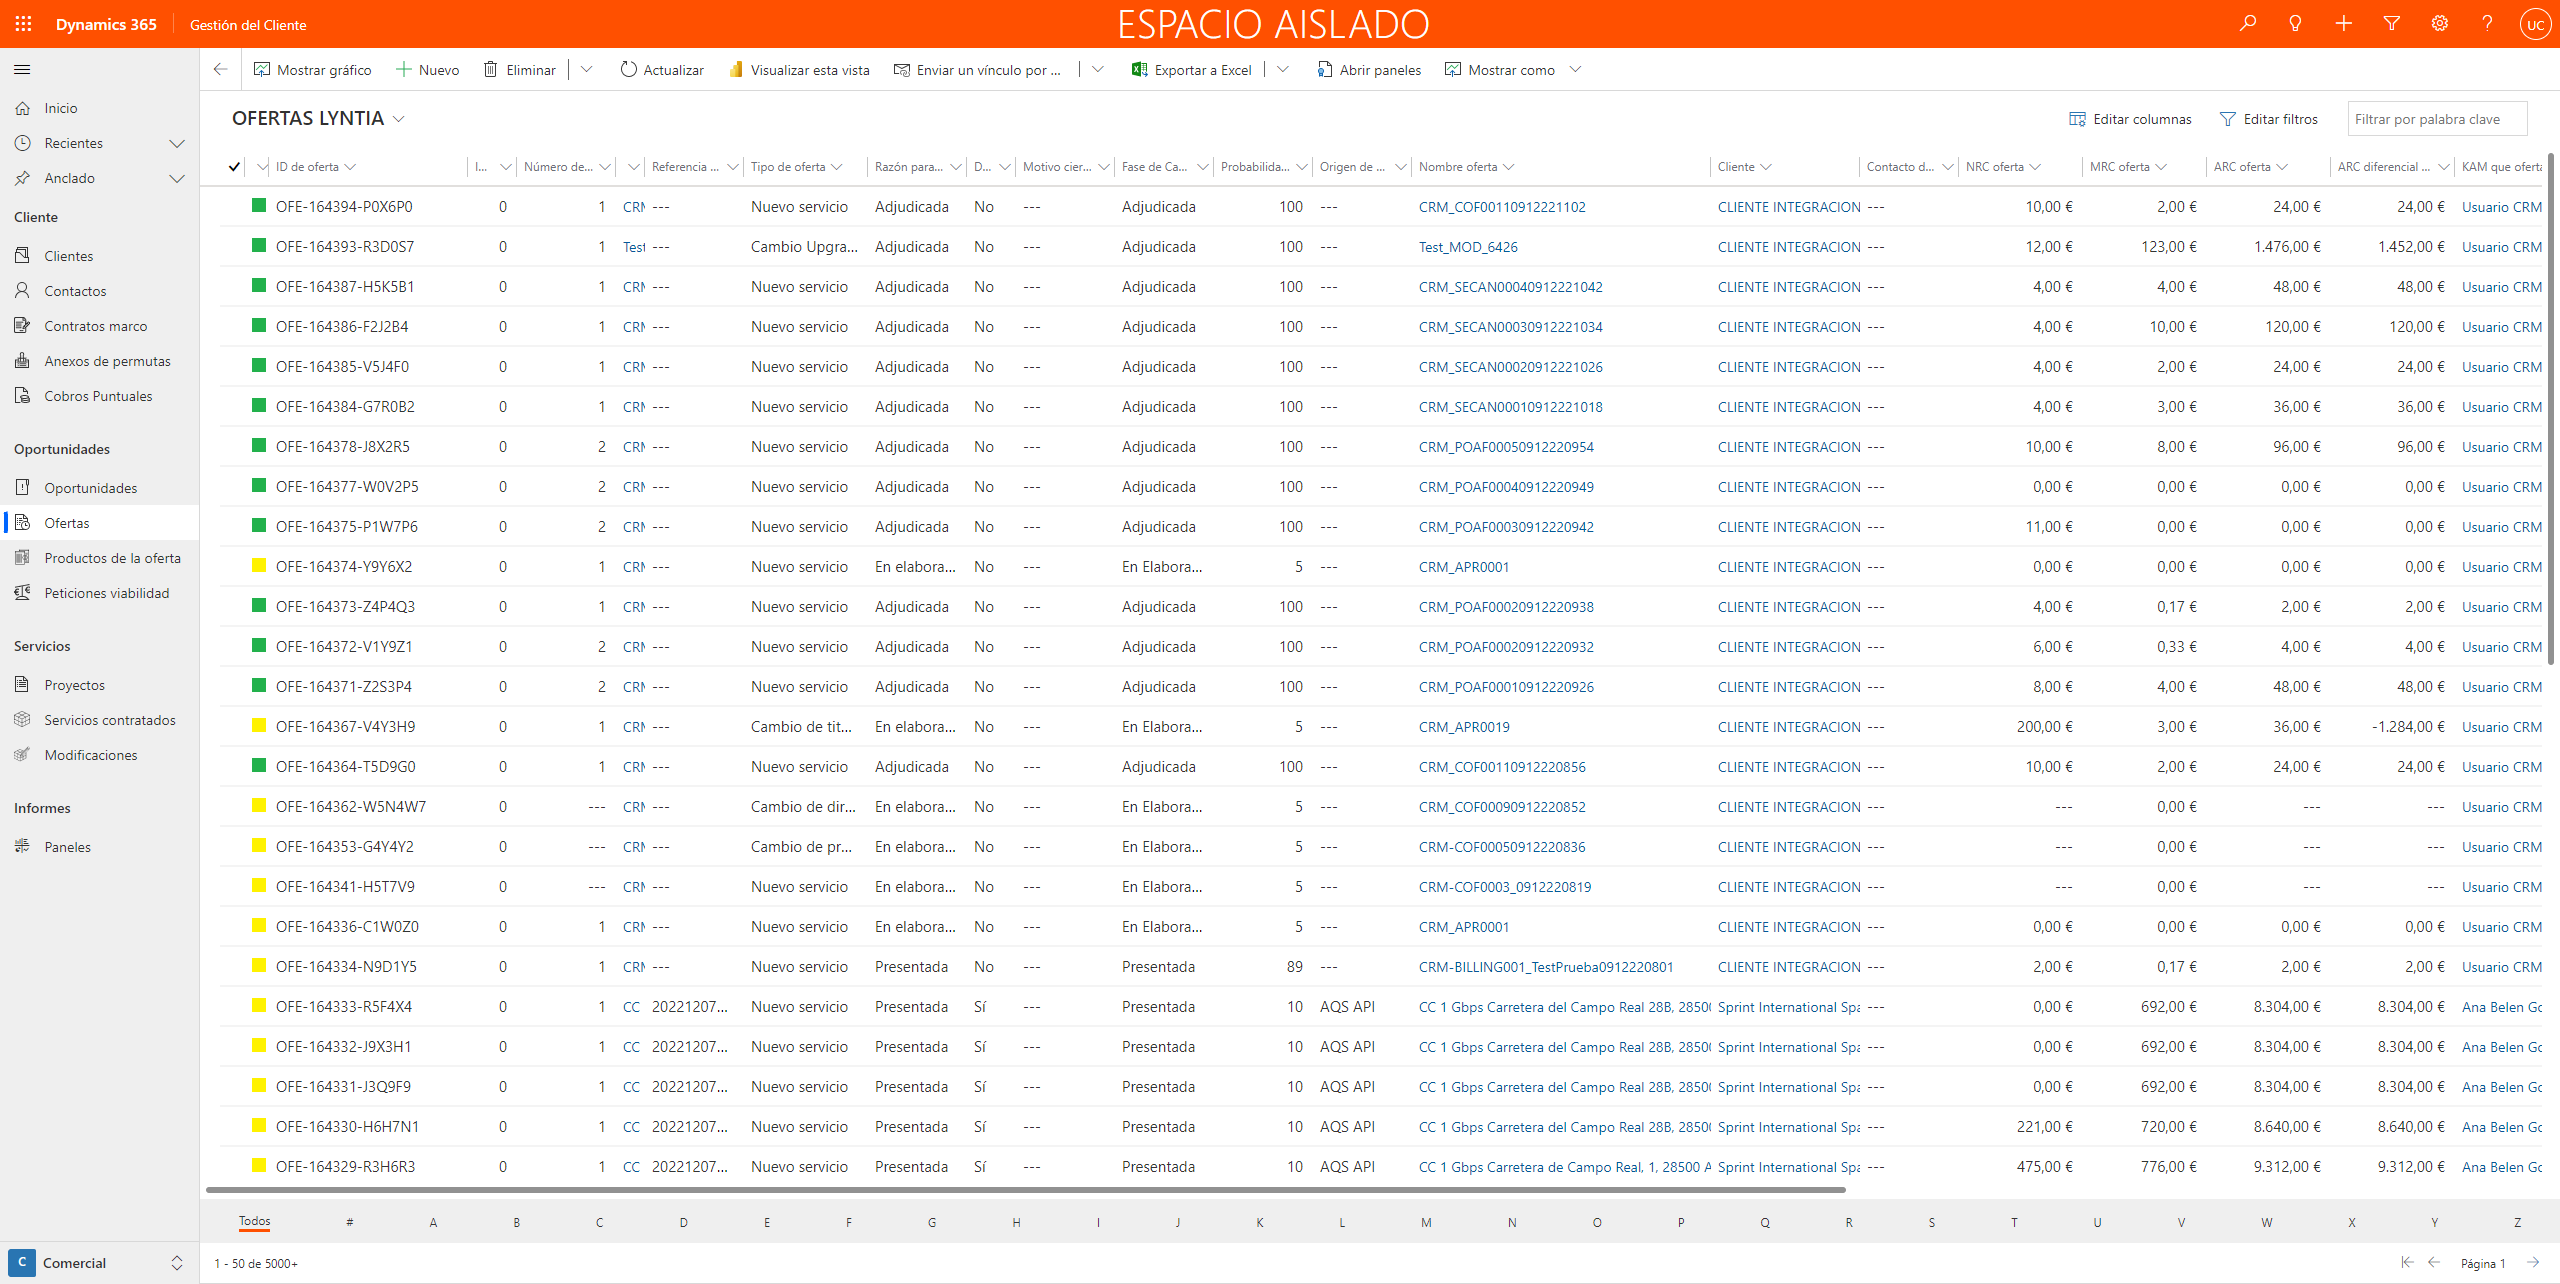 Dynamics 365 Gestión del Cliente ESPACIO AISLADO UC
Mostrar gráfico Nuevo Eliminar Actualizar Visualizar esta vista Enviar un vínculo por ... Exportar a Excel Abrir paneles Mostrar como
Inicio
Recientes
Anclado
Cliente
Clientes
Contactos
Contratos marco
Anexos de permutas
Cobros Puntuales
Oportunidades
Oportunidades
Ofertas
Productos de la oferta
Peticiones viabilidad
Servicios
Proyectos
Servicios contratados
Modificaciones
Informes
Paneles
C Comercial
OFERTAS LYNTIA Editar columnas Editar filtros Filtrar por palabra clave
ID de oferta I... Número de... Referencia ... Tipo de oferta Razón para... D... Motivo cier... Fase de Ca... Probabilida... Origen de ... Nombre oferta Cliente Contacto d... NRC oferta MRC oferta ARC oferta ARC diferencial ... KAM que oferta
OFE-164394-P0X6P0 0 1 CRM --- Nuevo servicio Adjudicada No --- Adjudicada 100 --- CRM_COF00110912221102 CLIENTE INTEGRACION --- 10,00 € 2,00 € 24,00 € 24,00 € Usuario CRM
OFE-164393-R3D0S7 0 1 Test --- Cambio Upgra... Adjudicada No --- Adjudicada 100 --- Test_MOD_6426 CLIENTE INTEGRACION --- 12,00 € 123,00 € 1.476,00 € 1.452,00 € Usuario CRM
OFE-164387-H5K5B1 0 1 CRM --- Nuevo servicio Adjudicada No --- Adjudicada 100 --- CRM_SECAN00040912221042 CLIENTE INTEGRACION --- 4,00 € 4,00 € 48,00 € 48,00 € Usuario CRM
OFE-164386-F2J2B4 0 1 CRM --- Nuevo servicio Adjudicada No --- Adjudicada 100 --- CRM_SECAN00030912221034 CLIENTE INTEGRACION --- 4,00 € 10,00 € 120,00 € 120,00 € Usuario CRM
OFE-164385-V5J4F0 0 1 CRM --- Nuevo servicio Adjudicada No --- Adjudicada 100 --- CRM_SECAN00020912221026 CLIENTE INTEGRACION --- 4,00 € 2,00 € 24,00 € 24,00 € Usuario CRM
OFE-164384-G7R0B2 0 1 CRM --- Nuevo servicio Adjudicada No --- Adjudicada 100 --- CRM_SECAN00010912221018 CLIENTE INTEGRACION --- 4,00 € 3,00 € 36,00 € 36,00 € Usuario CRM
OFE-164378-J8X2R5 0 2 CRM --- Nuevo servicio Adjudicada No --- Adjudicada 100 --- CRM_POAF00050912220954 CLIENTE INTEGRACION --- 10,00 € 8,00 € 96,00 € 96,00 € Usuario CRM
OFE-164377-W0V2P5 0 2 CRM --- Nuevo servicio Adjudicada No --- Adjudicada 100 --- CRM_POAF00040912220949 CLIENTE INTEGRACION --- 0,00 € 0,00 € 0,00 € 0,00 € Usuario CRM
OFE-164375-P1W7P6 0 2 CRM --- Nuevo servicio Adjudicada No --- Adjudicada 100 --- CRM_POAF00030912220942 CLIENTE INTEGRACION --- 11,00 € 0,00 € 0,00 € 0,00 € Usuario CRM
OFE-164374-Y9Y6X2 0 1 CRM --- Nuevo servicio En elabora... No --- En Elabora... 5 --- CRM_APR0001 CLIENTE INTEGRACION --- 0,00 € 0,00 € 0,00 € 0,00 € Usuario CRM
OFE-164373-Z4P4Q3 0 1 CRM --- Nuevo servicio Adjudicada No --- Adjudicada 100 --- CRM_POAF00020912220938 CLIENTE INTEGRACION --- 4,00 € 0,17 € 2,00 € 2,00 € Usuario CRM
OFE-164372-V1Y9Z1 0 2 CRM --- Nuevo servicio Adjudicada No --- Adjudicada 100 --- CRM_POAF00020912220932 CLIENTE INTEGRACION --- 6,00 € 0,33 € 4,00 € 4,00 € Usuario CRM
OFE-164371-Z2S3P4 0 2 CRM --- Nuevo servicio Adjudicada No --- Adjudicada 100 --- CRM_POAF00010912220926 CLIENTE INTEGRACION --- 8,00 € 4,00 € 48,00 € 48,00 € Usuario CRM
OFE-164367-V4Y3H9 0 1 CRM --- Cambio de tit... En elabora... No --- En Elabora... 5 --- CRM_APR0019 CLIENTE INTEGRACION --- 200,00 € 3,00 € 36,00 € -1.284,00 € Usuario CRM
OFE-164364-T5D9G0 0 1 CRM --- Nuevo servicio Adjudicada No --- Adjudicada 100 --- CRM_COF00110912220856 CLIENTE INTEGRACION --- 10,00 € 2,00 € 24,00 € 24,00 € Usuario CRM
OFE-164362-W5N4W7 0 --- CRM --- Cambio de dir... En elabora... No --- En Elabora... 5 --- CRM_COF00090912220852 CLIENTE INTEGRACION --- --- 0,00 € --- --- Usuario CRM
OFE-164353-G4Y4Y2 0 --- CRM --- Cambio de pr... En elabora... No --- En Elabora... 5 --- CRM-COF00050912220836 CLIENTE INTEGRACION --- --- 0,00 € --- --- Usuario CRM
OFE-164341-H5T7V9 0 --- CRM --- Nuevo servicio En elabora... No --- En Elabora... 5 --- CRM-COF0003_0912220819 CLIENTE INTEGRACION --- --- 0,00 € --- --- Usuario CRM
OFE-164336-C1W0Z0 0 1 CRM --- Nuevo servicio En elabora... No --- En Elabora... 5 --- CRM_APR0001 CLIENTE INTEGRACION --- 0,00 € 0,00 € 0,00 € 0,00 € Usuario CRM
OFE-164334-N9D1Y5 0 1 CRM --- Nuevo servicio Presentada No --- Presentada 89 --- CRM-BILLING001_TestPrueba0912220801 CLIENTE INTEGRACION --- 2,00 € 0,17 € 2,00 € 2,00 € Usuario CRM
OFE-164333-R5F4X4 0 1 CC 20221207... Nuevo servicio Presentada Sí --- Presentada 10 AQS API CC 1 Gbps Carretera del Campo Real 28B, 28500 Sprint International Spa --- 0,00 € 692,00 € 8.304,00 € 8.304,00 € Ana Belen Go
OFE-164332-J9X3H1 0 1 CC 20221207... Nuevo servicio Presentada Sí --- Presentada 10 AQS API CC 1 Gbps Carretera del Campo Real 28B, 28500 Sprint International Spa --- 0,00 € 692,00 € 8.304,00 € 8.304,00 € Ana Belen Go
OFE-164331-J3Q9F9 0 1 CC 20221207... Nuevo servicio Presentada Sí --- Presentada 10 AQS API CC 1 Gbps Carretera del Campo Real 28B, 28500 Sprint International Spa --- 0,00 € 692,00 € 8.304,00 € 8.304,00 € Ana Belen Go
OFE-164330-H6H7N1 0 1 CC 20221207... Nuevo servicio Presentada Sí --- Presentada 10 AQS API CC 1 Gbps Carretera del Campo Real 28B, 28500 Sprint International Spa --- 221,00 € 720,00 € 8.640,00 € 8.640,00 € Ana Belen Go
OFE-164329-R3H6R3 0 1 CC 20221207... Nuevo servicio Presentada Sí --- Presentada 10 AQS API CC 1 Gbps Carretera de Campo Real, 1, 28500 A Sprint International Spa --- 475,00 € 776,00 € 9.312,00 € 9.312,00 € Ana Belen Go
Todos # A B C D E F G H I J K L M N O P Q R S T U V W X Y Z
1 - 50 de 5000+ Página 1